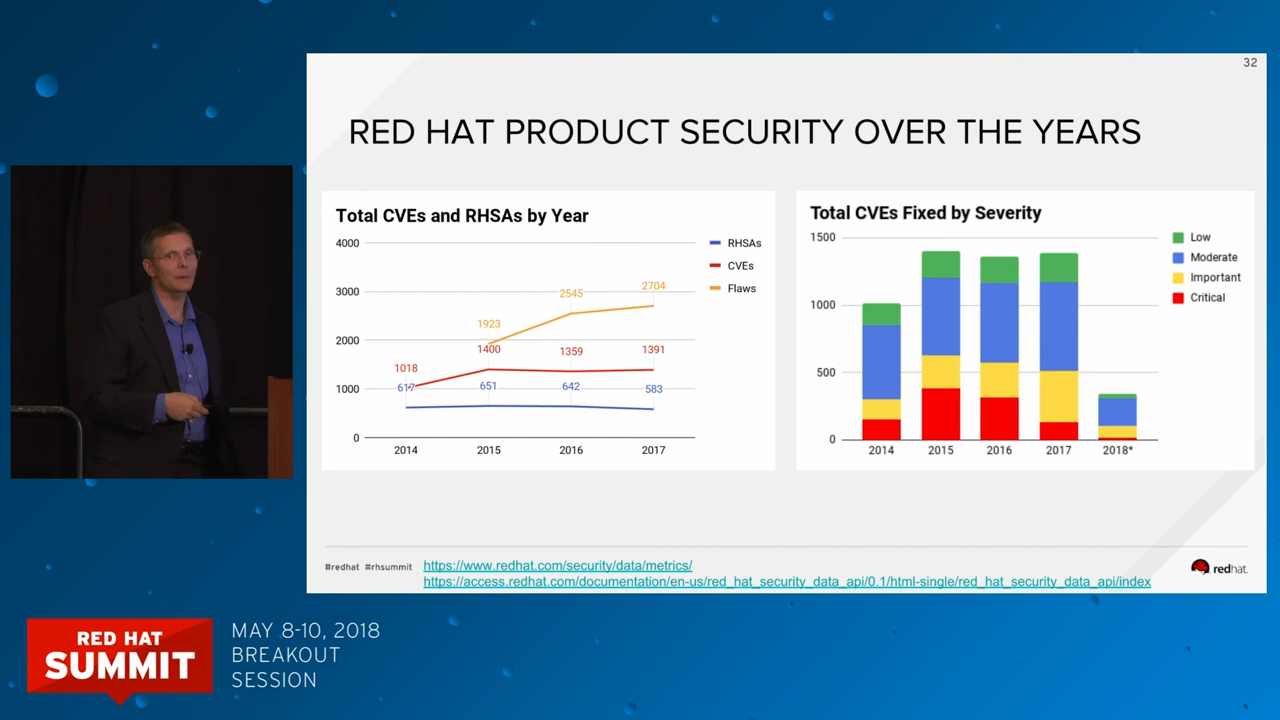 32
RED HAT PRODUCT SECURITY OVER THE YEARS
Total CVEs and RHSAs by Year
4000
3000
2000
1000
0
2014
2015
2016
2017
1923
2545
2704
1018
1400
1359
1391
617
651
642
583
RHSAs
CVEs
Flaws
Total CVEs Fixed by Severity
1500
1000
500
0
2014
2015
2016
2017
2018*
Low
Moderate
Important
Critical
#redhat #rhsummit
https://www.redhat.com/security/data/metrics/
https://access.redhat.com/documentation/en-us/red_hat_security_data_api/0.1/html-single/red_hat_security_data_api/index
redhat.
RED HAT
SUMMIT
MAY 8-10, 2018
BREAKOUT
SESSION